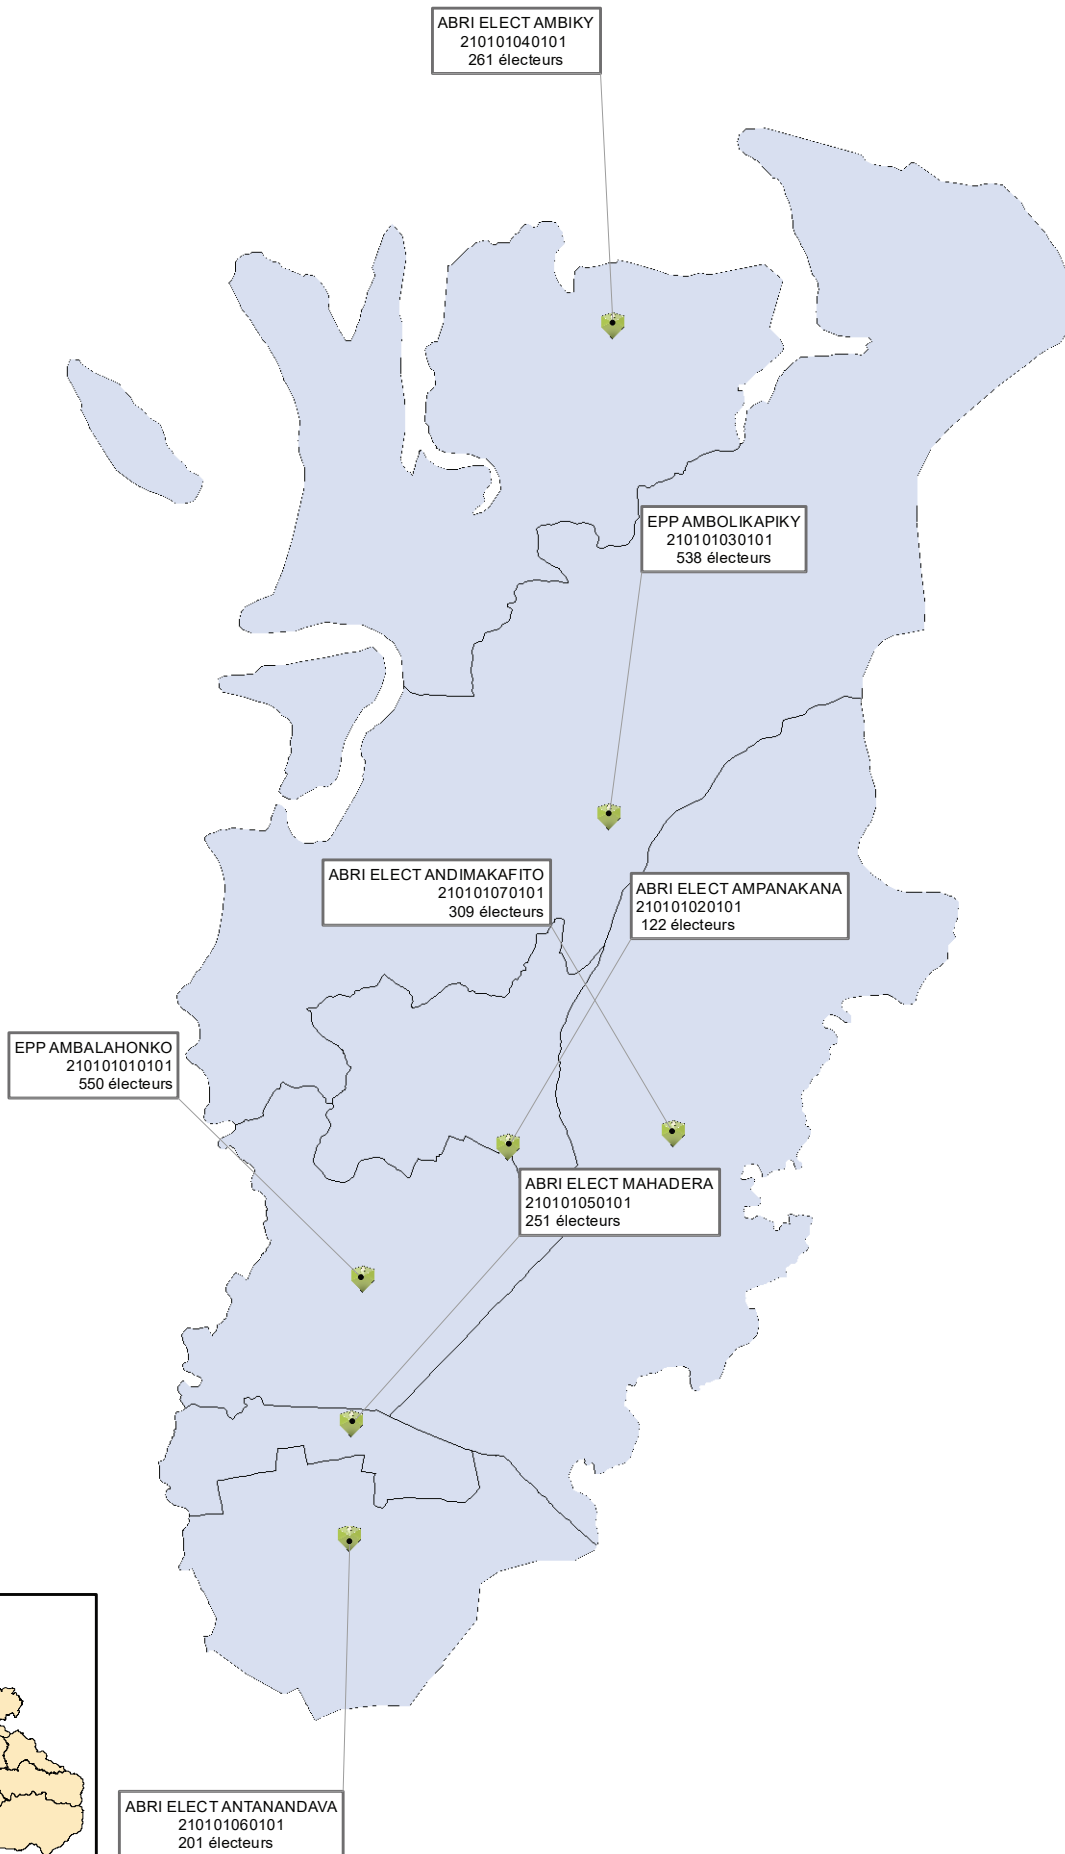 ABRI ELECT AMBIKY
210101040101
261 électeurs
EPP AMBOLIKAPIKY
210101030101
538 électeurs
ABRI ELECT ANDIMAKAFITO
210101070101
309 électeurs
ABRI ELECT AMPANAKANA
210101020101
122 électeurs
EPP AMBALAHONKO
210101010101
550 électeurs
ABRI ELECT MAHADERA
210101050101
251 électeurs
ABRI ELECT ANTANANDAVA
210101060101
201 électeurs